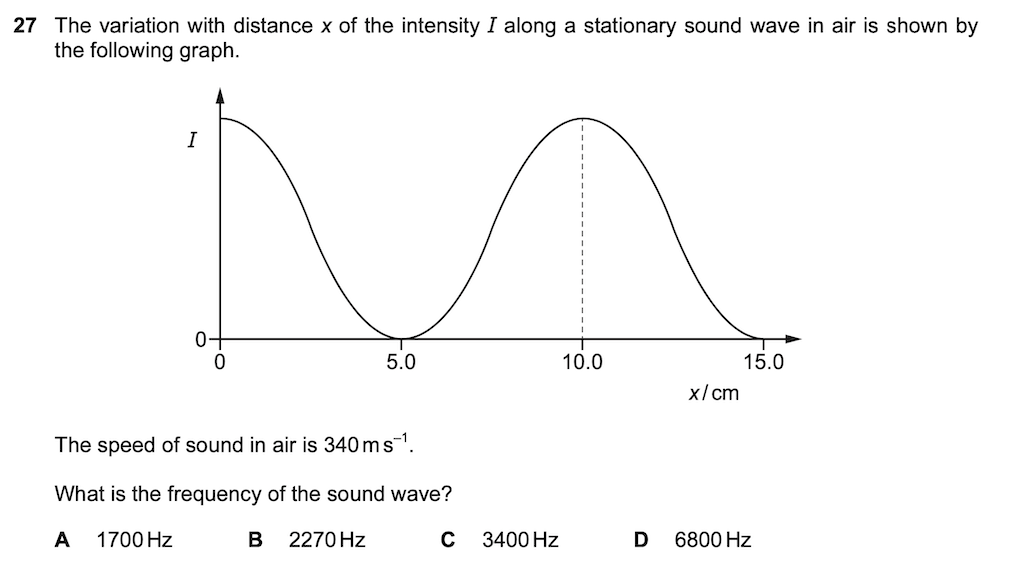 27 The variation with distance x of the intensity I along a stationary sound wave in air is shown by
the following graph.
I
0
0 5.0 10.0 15.0
x / cm
The speed of sound in air is 340 m s⁻¹.
What is the frequency of the sound wave?
A 1700 Hz B 2270 Hz C 3400 Hz D 6800 Hz